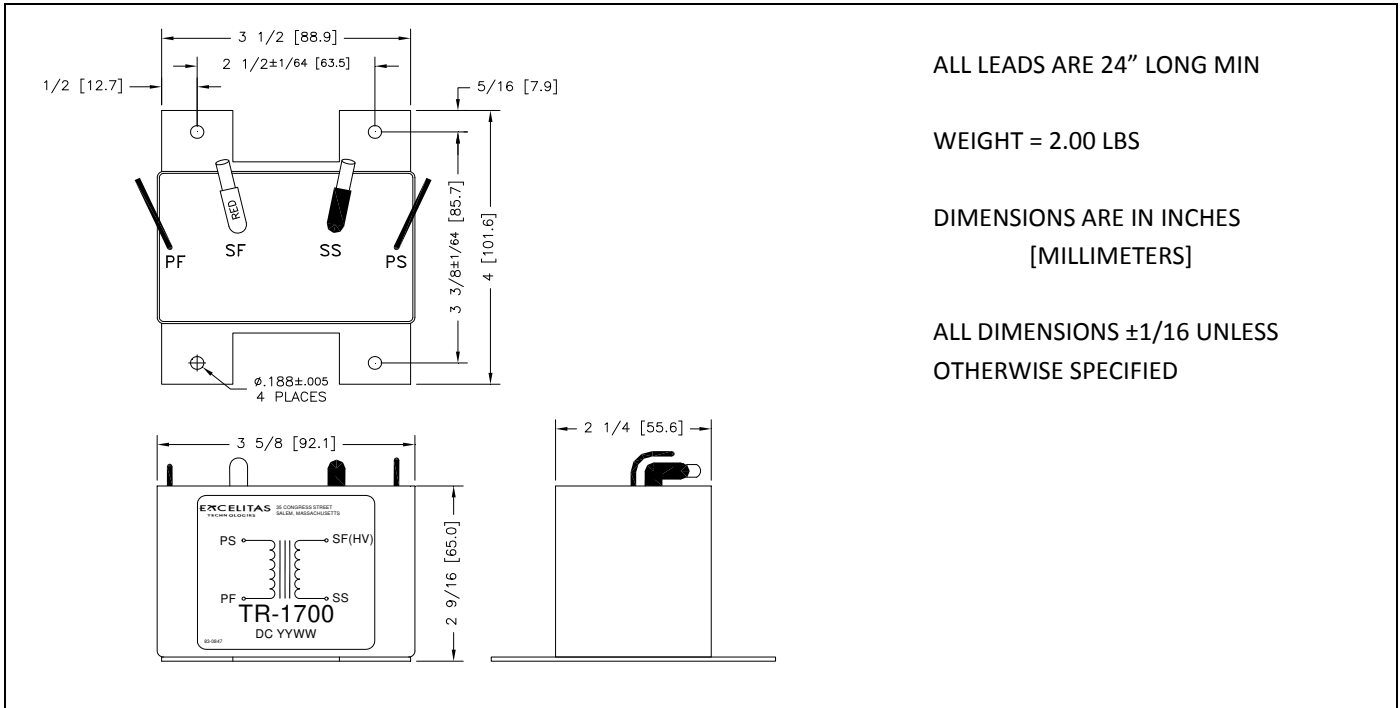 3 1/2 [88.9]
2 1/2±1/64 [63.5]
1/2 [12.7]
5/16 [7.9]
RED
SF
SS
PF
PS
3 3/8±1/64 [85.7]
4 [101.6]
ø.188±.005
4 PLACES
ALL LEADS ARE 24” LONG MIN
WEIGHT = 2.00 LBS
DIMENSIONS ARE IN INCHES
[MILLIMETERS]
ALL DIMENSIONS ±1/16 UNLESS
OTHERWISE SPECIFIED
3 5/8 [92.1]
2 1/4 [55.6]
EXCELITAS
TECHNOLOGIES
35 CONGRESS STREET
SALEM, MASSACHUSETTS
PS
SF(HV)
PF
SS
TR-1700
DC YYWW
83-0847
2 9/16 [65.0]